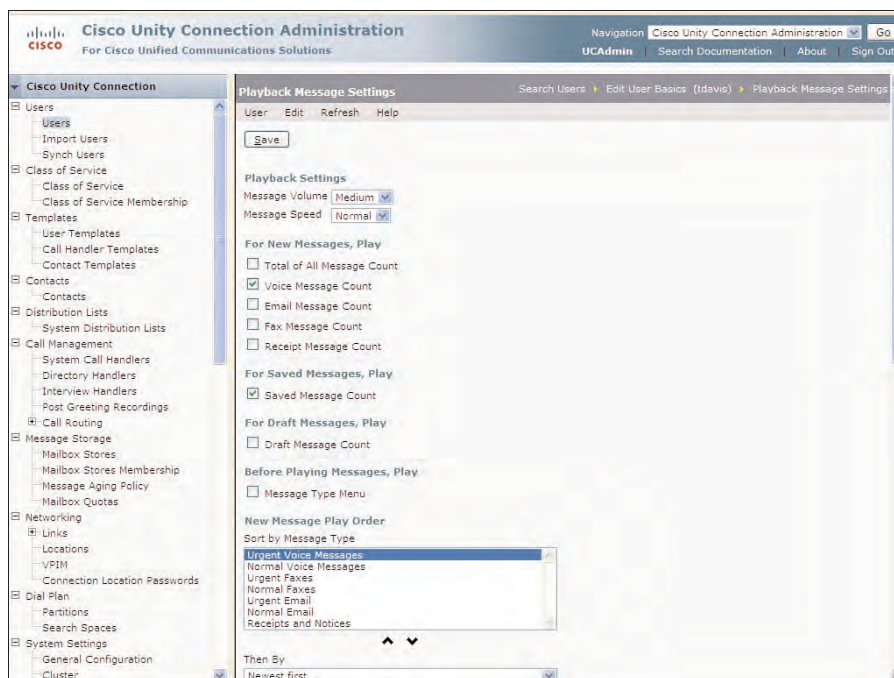 Cisco Unity Connection Administration
CISCO
For Cisco Unified Communications Solutions
Navigation Cisco Unity Connection Administration Go
UCAdmin Search Documentation About Sign Out
Cisco Unity Connection
Users
Users
Import Users
Synch Users
Class of Service
Class of Service
Class of Service Membership
Templates
User Templates
Call Handler Templates
Contact Templates
Contacts
Contacts
Distribution Lists
System Distribution Lists
Call Management
System Call Handlers
Directory Handlers
Interview Handlers
Post Greeting Recordings
Call Routing
Message Storage
Mailbox Stores
Mailbox Stores Membership
Message Aging Policy
Mailbox Quotas
Networking
Links
Locations
VPIM
Connection Location Passwords
Dial Plan
Partitions
Search Spaces
System Settings
General Configuration
Cluster
Playback Message Settings
Search Users Edit User Basics (tdavis) Playback Message Settings
User Edit Refresh Help
Save
Playback Settings
Message Volume Medium
Message Speed Normal
For New Messages, Play
Total of All Message Count
Voice Message Count
Email Message Count
Fax Message Count
Receipt Message Count
For Saved Messages, Play
Saved Message Count
For Draft Messages, Play
Draft Message Count
Before Playing Messages, Play
Message Type Menu
New Message Play Order
Sort by Message Type
Urgent Voice Messages
Normal Voice Messages
Urgent Faxes
Normal Faxes
Urgent Email
Normal Email
Receipts and Notices
Then By
Newest first